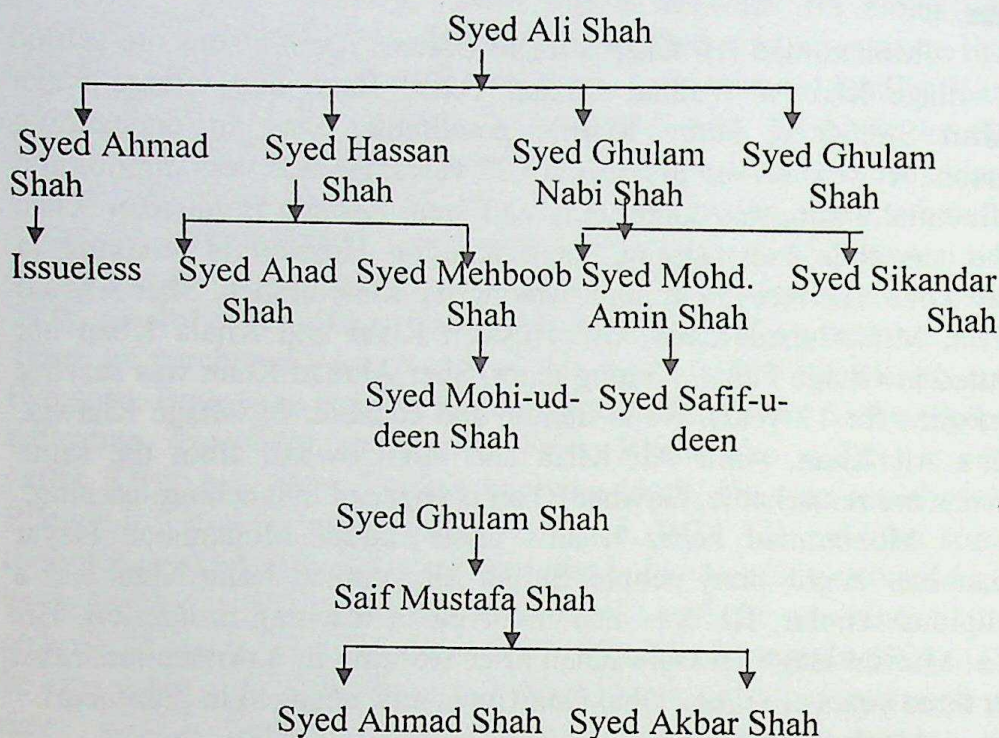 Syed Ali Shah
Syed Ahmad Shah
Syed Hassan Shah
Syed Ghulam Nabi Shah
Syed Ghulam Shah
Issueless
Syed Ahad Shah
Syed Mehboob Shah
Syed Mohd. Amin Shah
Syed Sikandar Shah
Syed Mohi-ud-deen Shah
Syed Safif-u-deen
Syed Ghulam Shah
Saif Mustafa Shah
Syed Ahmad Shah
Syed Akbar Shah